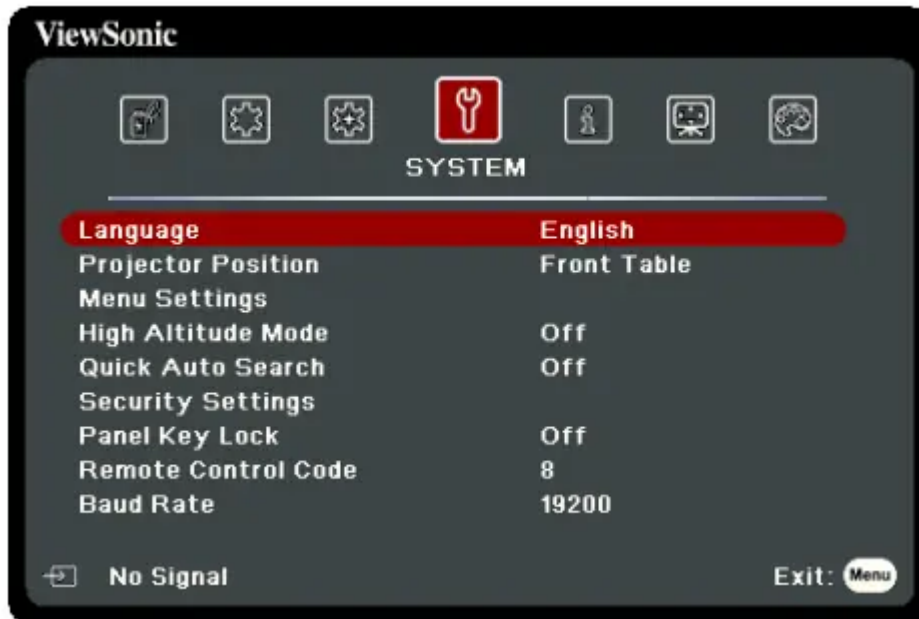 ViewSonic
SYSTEM
Language English
Projector Position Front Table
Menu Settings
High Altitude Mode Off
Quick Auto Search Off
Security Settings
Panel Key Lock Off
Remote Control Code 8
Baud Rate 19200
No Signal Exit: Menu